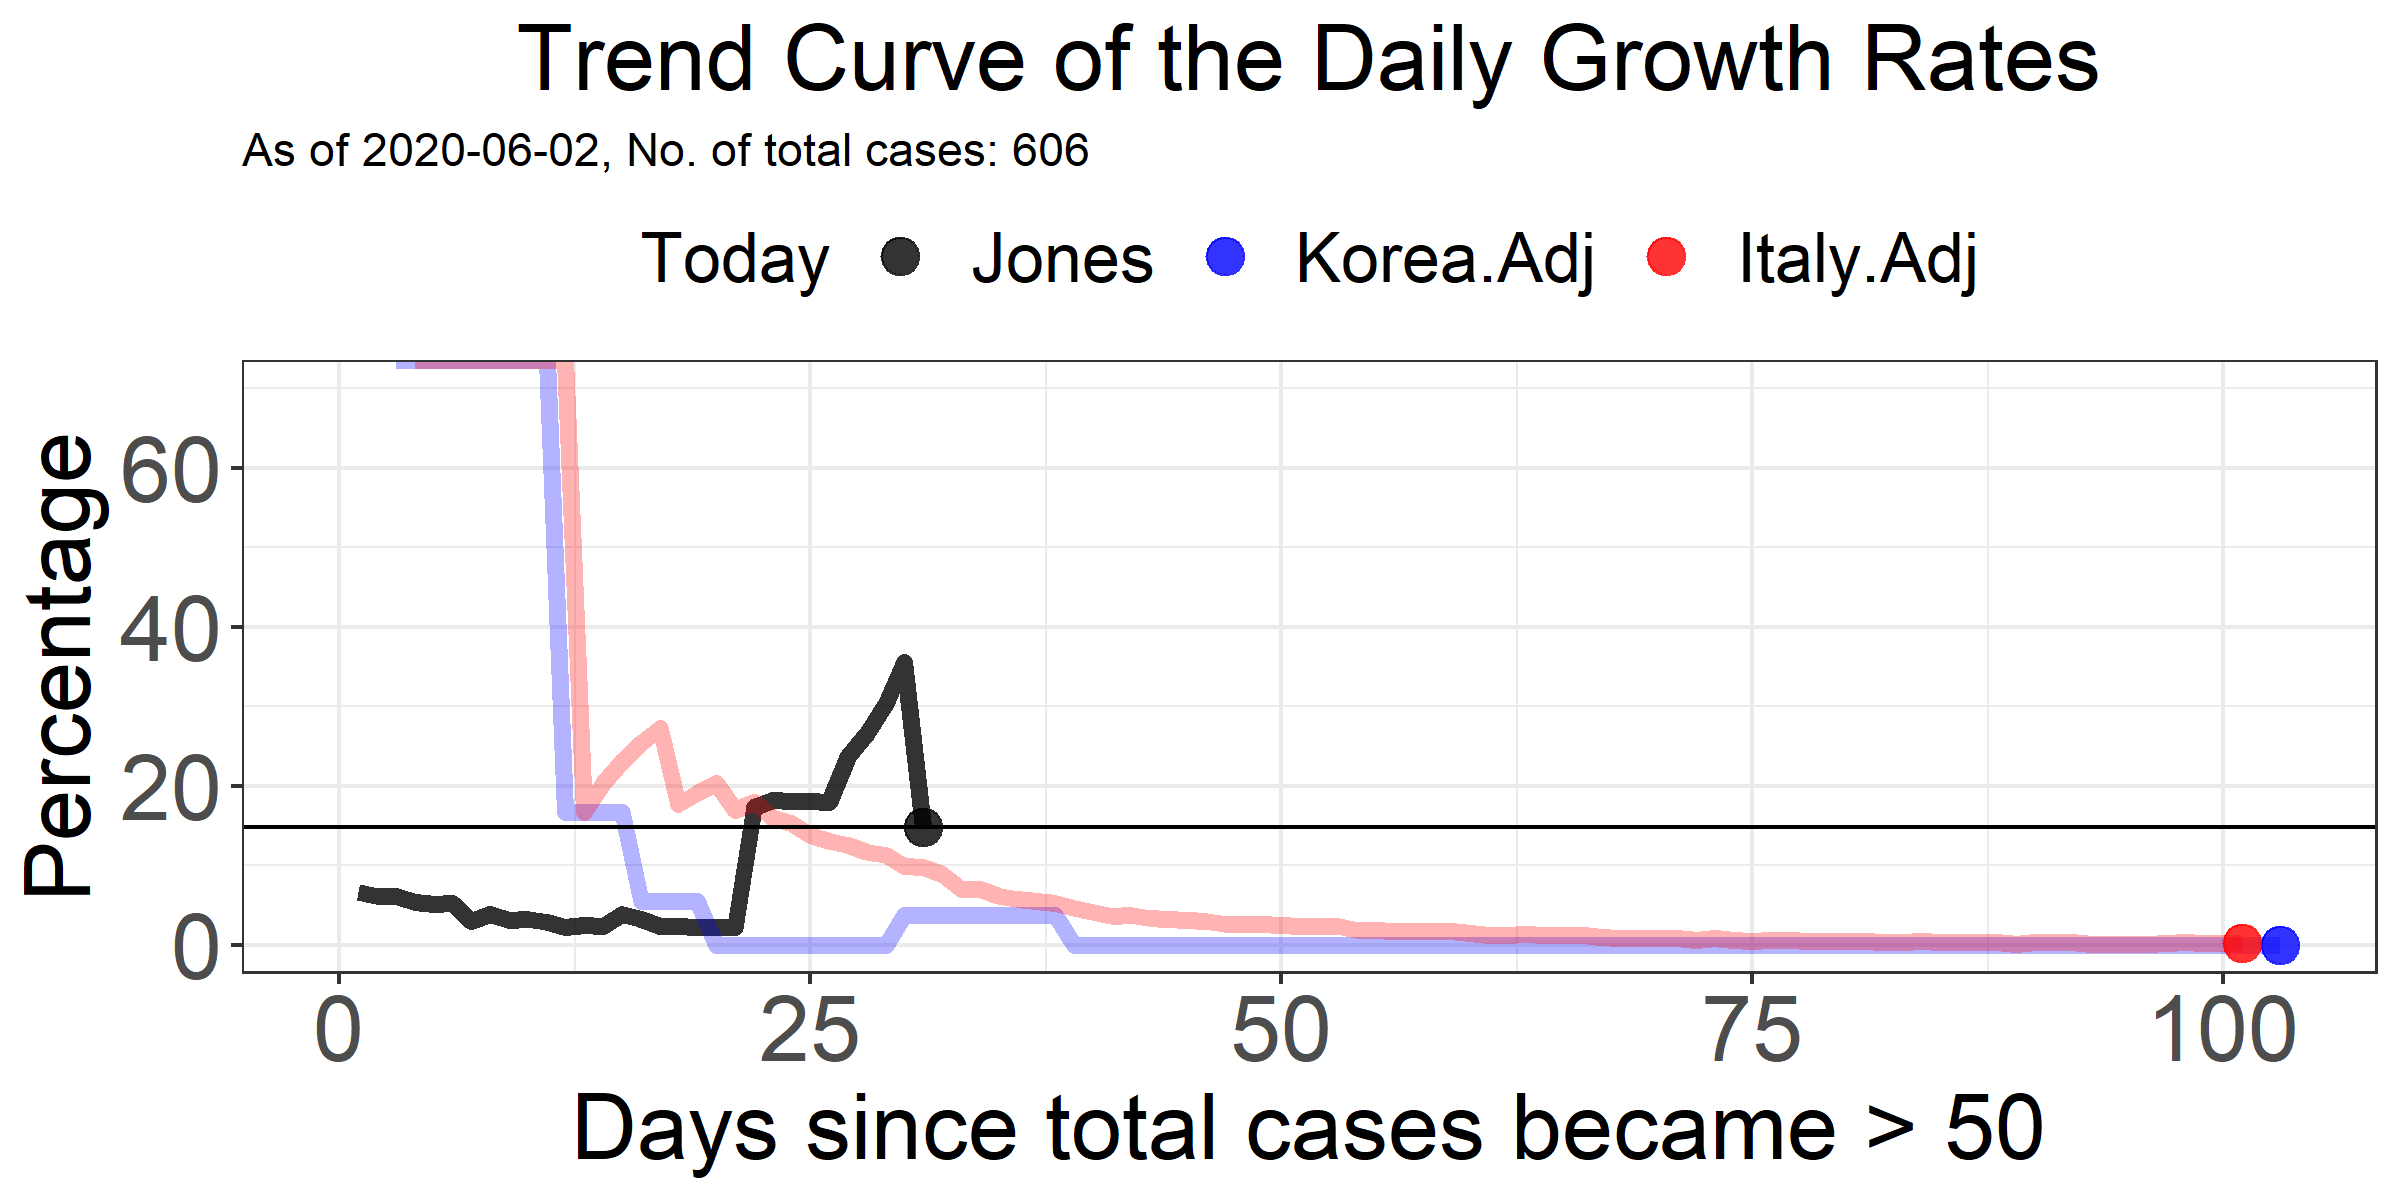 Trend Curve of the Daily Growth Rates
As of 2020-06-02, No. of total cases: 606
Today Jones Korea.Adj Italy.Adj
Percentage
60
40
20
0
0 25 50 75 100
Days since total cases became > 50